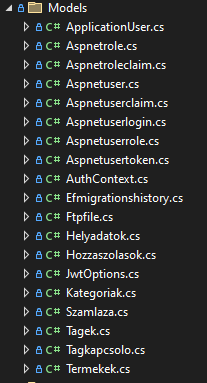 Models
C# ApplicationUser.cs
C# Aspnetrole.cs
C# Aspnetroleclaim.cs
C# Aspnetuser.cs
C# Aspnetuserclaim.cs
C# Aspnetuserlogin.cs
C# Aspnetuserrole.cs
C# Aspnetusertoken.cs
C# AuthContext.cs
C# Efmigrationshistory.cs
C# Ftpfile.cs
C# Helyadatok.cs
C# Hozzaszolasok.cs
C# JwtOptions.cs
C# Kategoriak.cs
C# Szamlaza.cs
C# Tagek.cs
C# Tagkapcsolo.cs
C# Termekek.cs